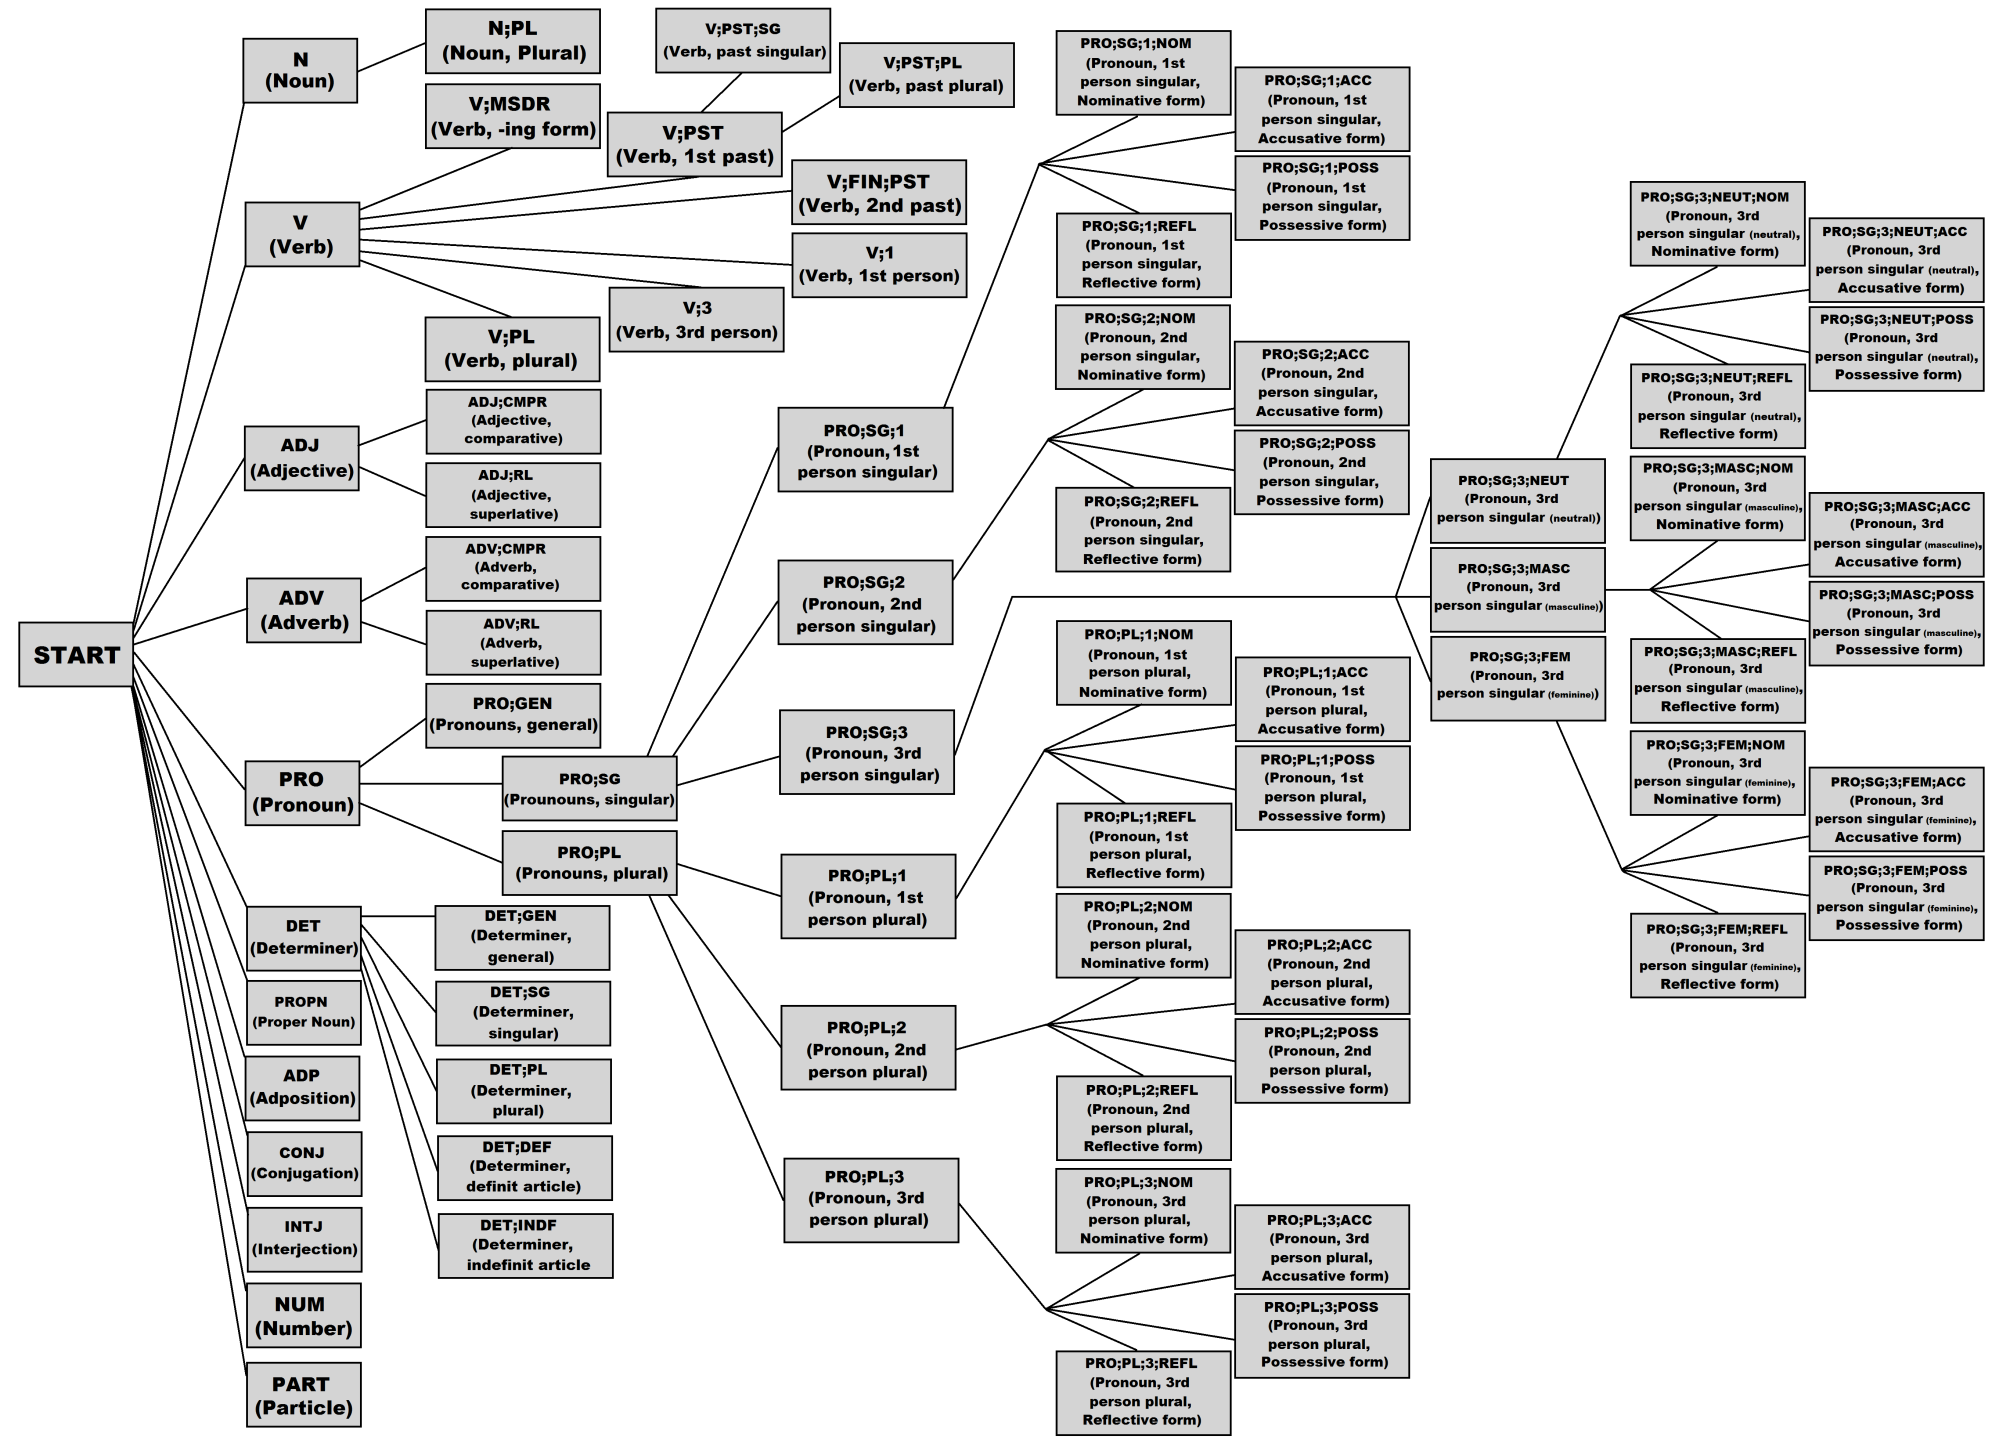 START
N
(Noun)
N;PL
(Noun, Plural)
V
(Verb)
V;MSDR
(Verb, -ing form)
V;PST
(Verb, 1st past)
V;PST;SG
(Verb, past singular)
V;PST;PL
(Verb, past plural)
V;FIN;PST
(Verb, 2nd past)
V;1
(Verb, 1st person)
V;3
(Verb, 3rd person)
V;PL
(Verb, plural)
ADJ
(Adjective)
ADJ;CMPR
(Adjective,
comparative)
ADJ;RL
(Adjective,
superlative)
ADV
(Adverb)
ADV;CMPR
(Adverb,
comparative)
ADV;RL
(Adverb,
superlative)
PRO
(Pronoun)
PRO;GEN
(Pronouns, general)
PRO;SG
(Prounouns, singular)
PRO;PL
(Pronouns, plural)
PRO;SG;1
(Pronoun, 1st
person singular)
PRO;SG;1;NOM
(Pronoun, 1st
person singular,
Nominative form)
PRO;SG;1;ACC
(Pronoun, 1st
person singular,
Accusative form)
PRO;SG;1;POSS
(Pronoun, 1st
person singular,
Possessive form)
PRO;SG;1;REFL
(Pronoun, 1st
person singular,
Reflective form)
PRO;SG;2
(Pronoun, 2nd
person singular)
PRO;SG;2;NOM
(Pronoun, 2nd
person singular,
Nominative form)
PRO;SG;2;ACC
(Pronoun, 2nd
person singular,
Accusative form)
PRO;SG;2;POSS
(Pronoun, 2nd
person singular,
Possessive form)
PRO;SG;2;REFL
(Pronoun, 2nd
person singular,
Reflective form)
PRO;SG;3
(Pronoun, 3rd
person singular)
PRO;SG;3;NEUT
(Pronoun, 3rd
person singular (neutral))
PRO;SG;3;NEUT;NOM
(Pronoun, 3rd
person singular (neutral),
Nominative form)
PRO;SG;3;NEUT;ACC
(Pronoun, 3rd
person singular (neutral),
Accusative form)
PRO;SG;3;NEUT;POSS
(Pronoun, 3rd
person singular (neutral),
Possessive form)
PRO;SG;3;NEUT;REFL
(Pronoun, 3rd
person singular (neutral),
Reflective form)
PRO;SG;3;MASC
(Pronoun, 3rd
person singular (masculine))
PRO;SG;3;MASC;NOM
(Pronoun, 3rd
person singular (masculine),
Nominative form)
PRO;SG;3;MASC;ACC
(Pronoun, 3rd
person singular (masculine),
Accusative form)
PRO;SG;3;MASC;POSS
(Pronoun, 3rd
person singular (masculine),
Possessive form)
PRO;SG;3;MASC;REFL
(Pronoun, 3rd
person singular (masculine),
Reflective form)
PRO;SG;3;FEM
(Pronoun, 3rd
person singular (feminine))
PRO;SG;3;FEM;NOM
(Pronoun, 3rd
person singular (feminine),
Nominative form)
PRO;SG;3;FEM;ACC
(Pronoun, 3rd
person singular (feminine),
Accusative form)
PRO;SG;3;FEM;POSS
(Pronoun, 3rd
person singular (feminine),
Possessive form)
PRO;SG;3;FEM;REFL
(Pronoun, 3rd
person singular (feminine),
Reflective form)
PRO;PL;1
(Pronoun, 1st
person plural)
PRO;PL;1;NOM
(Pronoun, 1st
person plural,
Nominative form)
PRO;PL;1;ACC
(Pronoun, 1st
person plural,
Accusative form)
PRO;PL;1;POSS
(Pronoun, 1st
person plural,
Possessive form)
PRO;PL;1;REFL
(Pronoun, 1st
person plural,
Reflective form)
PRO;PL;2
(Pronoun, 2nd
person plural)
PRO;PL;2;NOM
(Pronoun, 2nd
person plural,
Nominative form)
PRO;PL;2;ACC
(Pronoun, 2nd
person plural,
Accusative form)
PRO;PL;2;POSS
(Pronoun, 2nd
person plural,
Possessive form)
PRO;PL;2;REFL
(Pronoun, 2nd
person plural,
Reflective form)
PRO;PL;3
(Pronoun, 3rd
person plural)
PRO;PL;3;NOM
(Pronoun, 3rd
person plural,
Nominative form)
PRO;PL;3;ACC
(Pronoun, 3rd
person plural,
Accusative form)
PRO;PL;3;POSS
(Pronoun, 3rd
person plural,
Possessive form)
PRO;PL;3;REFL
(Pronoun, 3rd
person plural,
Reflective form)
DET
(Determiner)
DET;GEN
(Determiner,
general)
DET;SG
(Determiner,
singular)
DET;PL
(Determiner,
plural)
DET;DEF
(Determiner,
definit article)
DET;INDF
(Determiner,
indefinit article
PROPN
(Proper Noun)
ADP
(Adposition)
CONJ
(Conjugation)
INTJ
(Interjection)
NUM
(Number)
PART
(Particle)